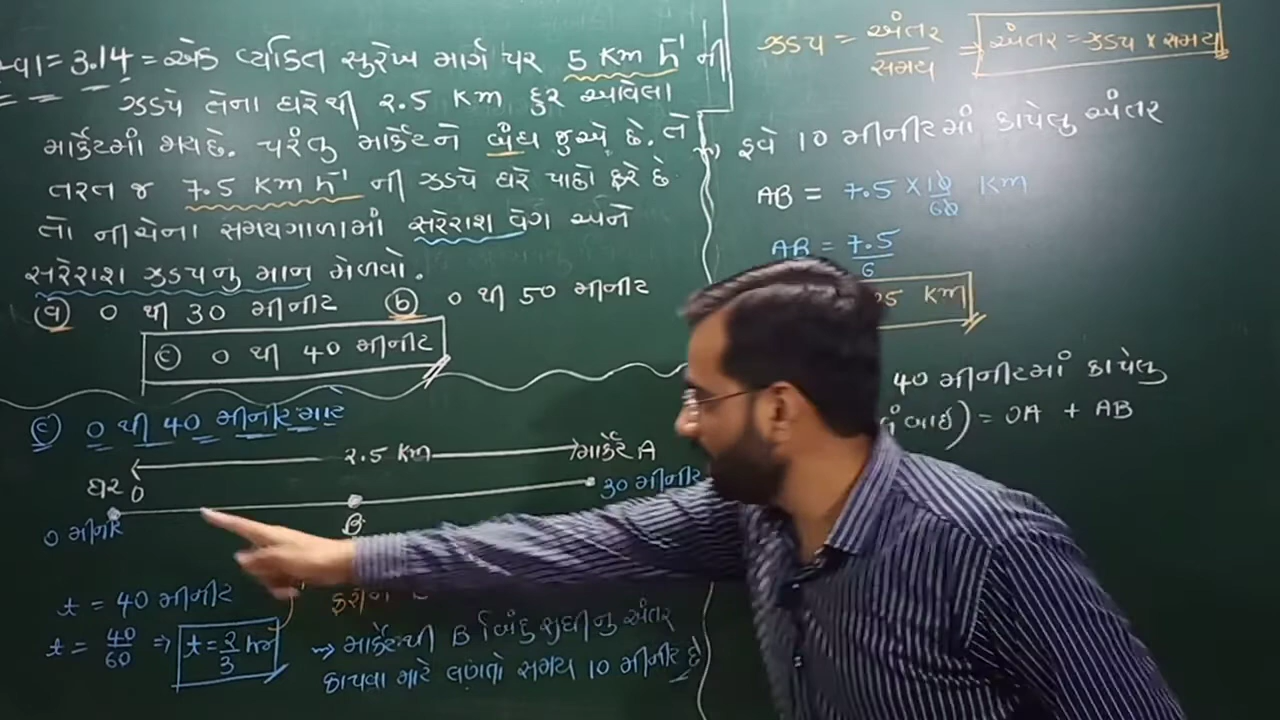 સ્વા = 3.14 = એક વ્યકિત સુરેખ માર્ગ પર 5 Km h⁻¹ ની
ઝડપે તેના ઘરેથી ૨.5 KM દુર આવેલા
માર્કેટમાં જાય છે. પરંતુ માર્કેટને બંધ જુએ છે. તે
તરત જ 7.5 Km h⁻¹ ની ઝડપે ઘરે પાછો ફરે છે
તો નીચેના સમયગાળામાં સરેરાશ વેગ અને
સરેરાશ ઝડપનુ માન મેળવો.
(a) 0 થી 30 મીનીટ (b) 0 થી 50 મીનીટ
(c) 0 થી 40 મીનીટ
(c) 0 થી 40 મીનીટ માટે
૨.5 Km માર્કેટ A
ઘર O
0 મીનીટ B 30 મીનીટ
t = 40 મીનીટ
t = 40/60 ⇒ t = 2/3 hr
→ માર્કેટથી B બિંદુ સુધીનુ અંતર
કાપવા માટે લાગતો સમય 10 મીનીટ છે
ઝડપ = અંતર/સમય ⇒ અંતર = ઝડપ × સમય
હવે 10 મીનીટમાં કાપેલુ અંતર
AB = 7.5 × 10/60 KM
AB = 7.5/6
25 KM
40 મીનીટમાં કાપેલુ
લંબાઇ) = OA + AB